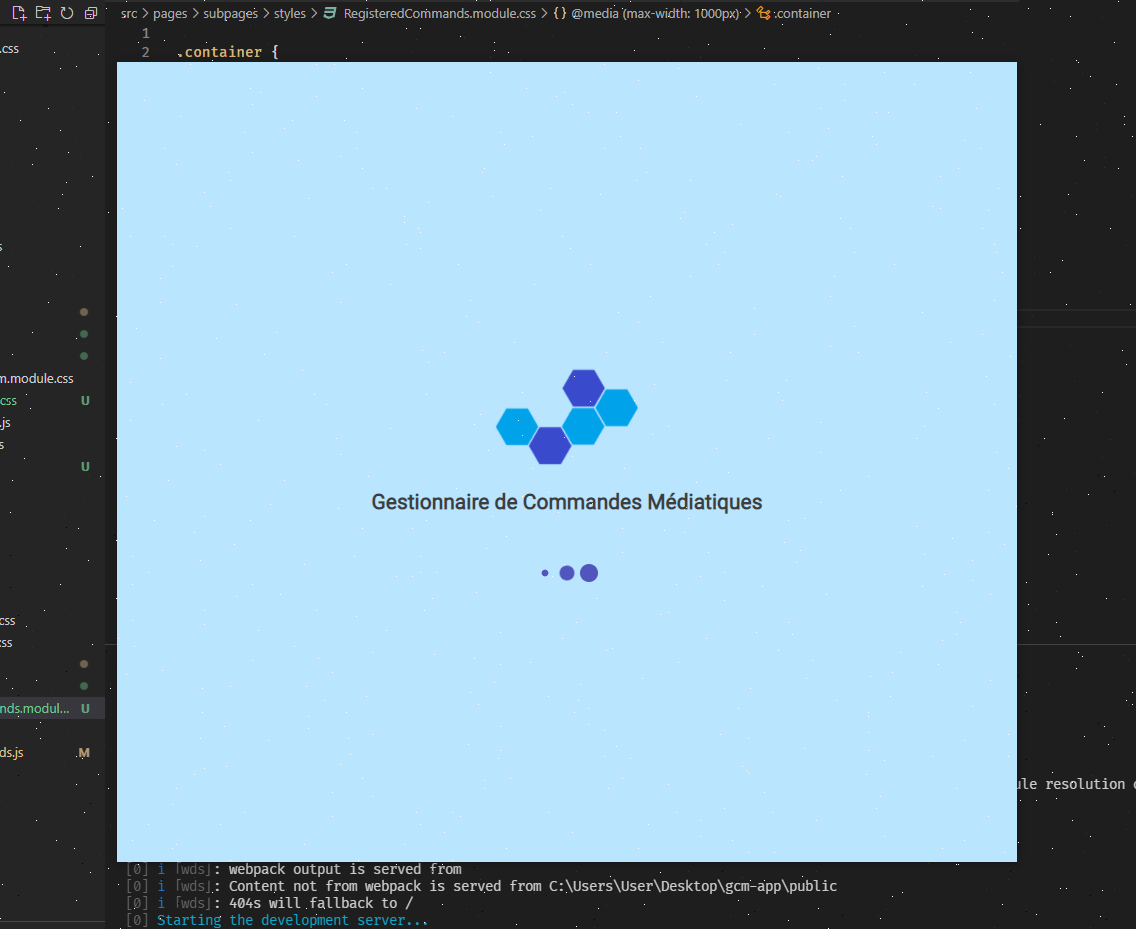 src > pages > subpages > styles > RegisteredCommands.module.css > {} @media (max-width: 1000px) > .container
1
.css
2 .container {
m.module.css
css U
.js
s
U
Gestionnaire de Commandes Médiatiques
css
ss
nds.modul... U
ds.js M
ule resolution
[0] i ｢wds｣: webpack output is served from
[0] i ｢wds｣: Content not from webpack is served from C:\Users\User\Desktop\gcm-app\public
[0] i ｢wds｣: 404s will fallback to /
[0] Starting the development server...